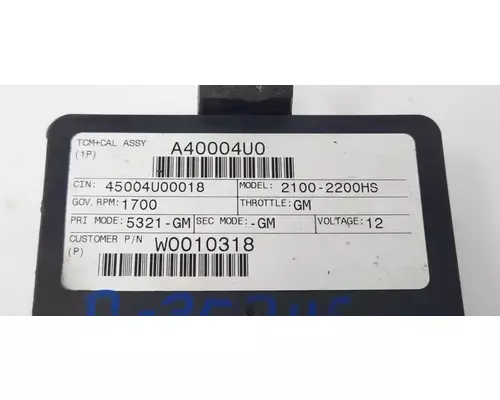 TCM+CAL ASSY A40004U0
(1P)
CIN: 45004U00018 MODEL: 2100-2200HS
GOV. RPM: 1700 THROTTLE: GM
PRI MODE: 5321-GM SEC MODE: -GM VOLTAGE: 12
CUSTOMER P/N W0010318
(P)